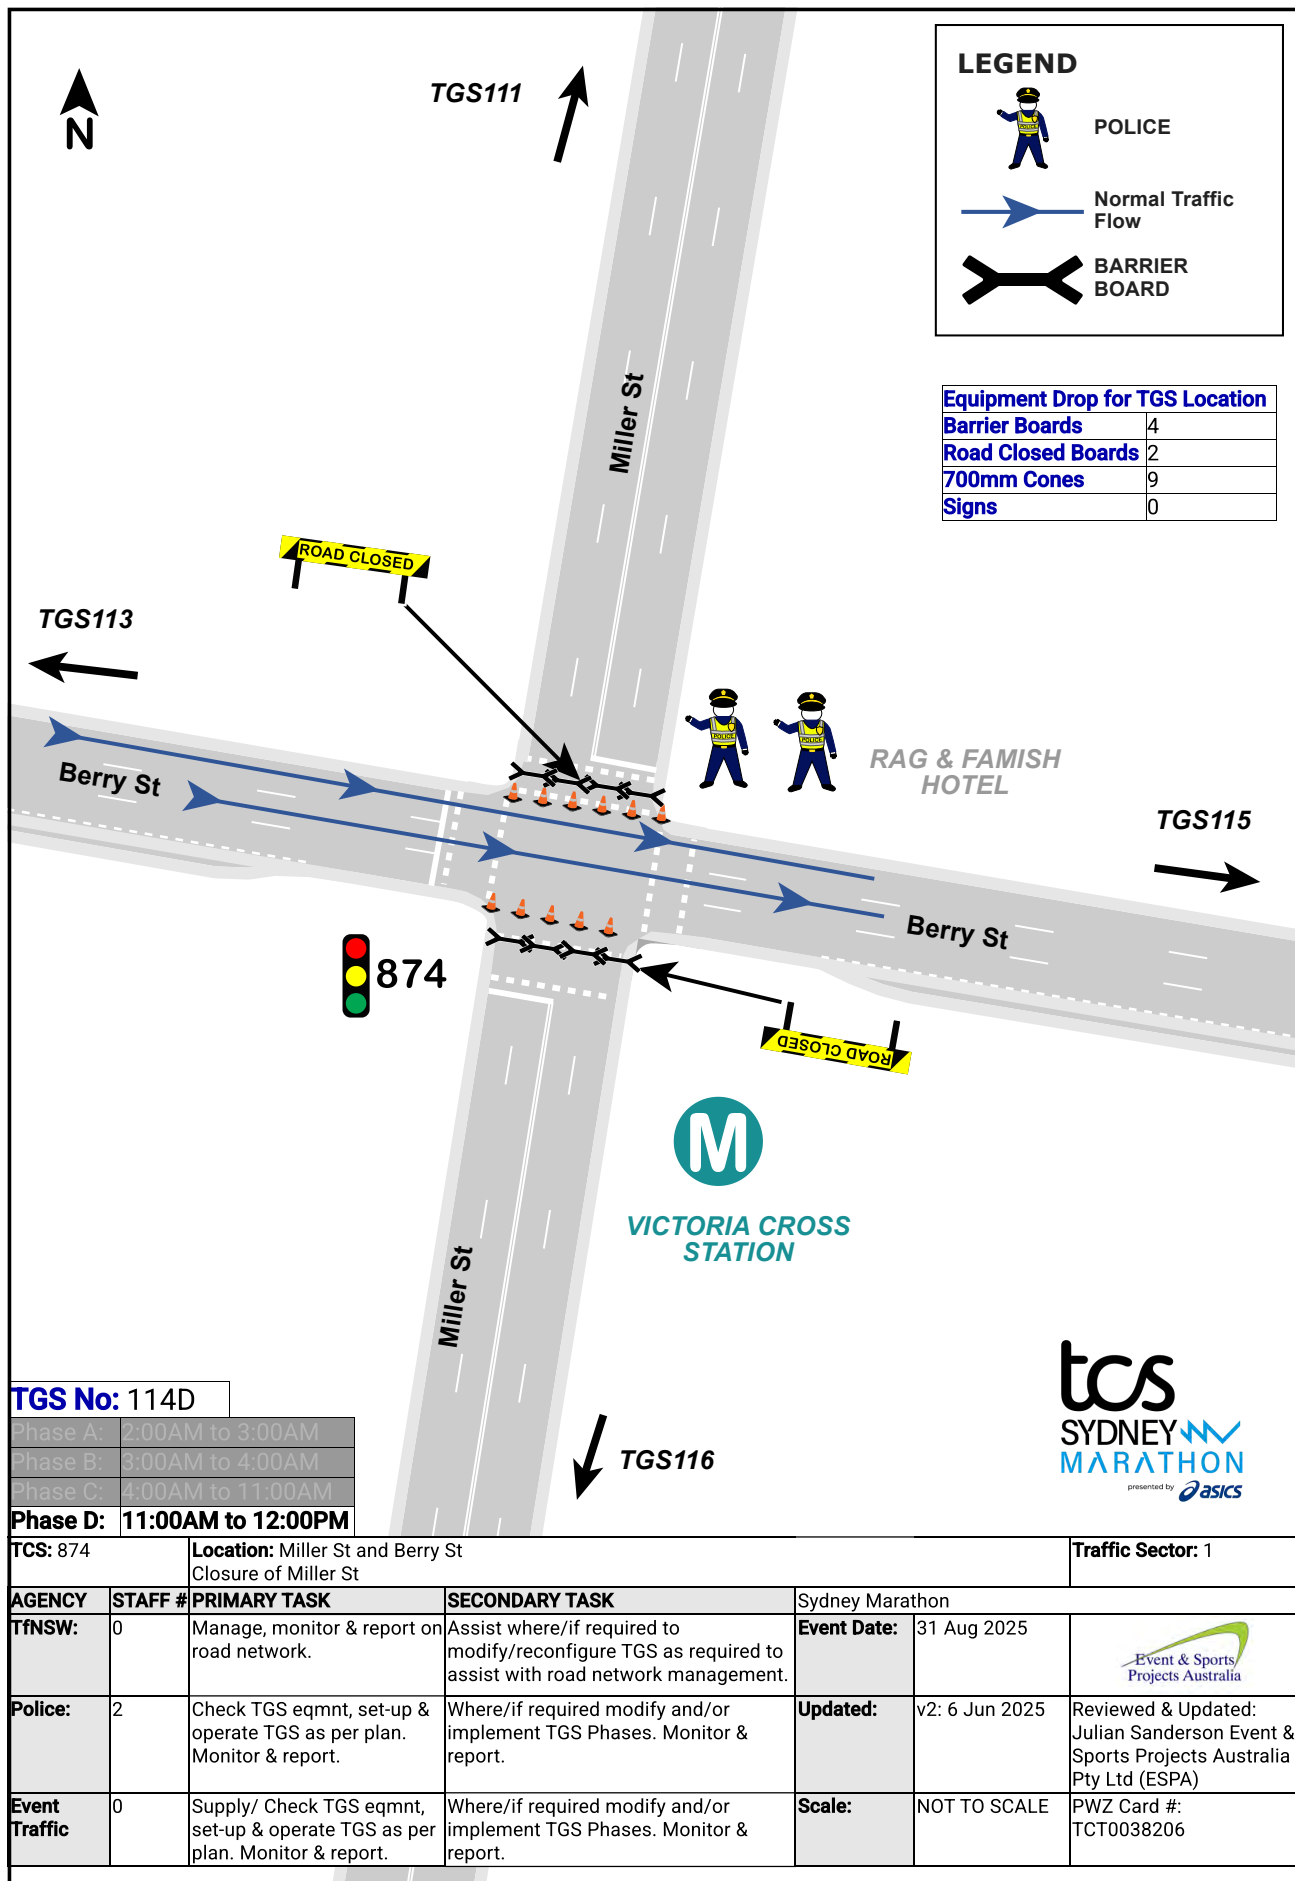 LEGEND
POLICE
Normal Traffic
Flow
BARRIER
BOARD
N
TGS111
Miller St
Equipment Drop for TGS Location
Barrier Boards 4
Road Closed Boards 2
700mm Cones 9
Signs 0
ROAD CLOSED
TGS113
Berry St
POLICE
POLICE
RAG & FAMISH
HOTEL
TGS115
Berry St
874
ROAD CLOSED
M
VICTORIA CROSS
STATION
Miller St
TGS116
tcs
SYDNEY
MARATHON
presented by asics
TGS No: 114D
Phase A: 2:00AM to 3:00AM
Phase B: 3:00AM to 4:00AM
Phase C: 4:00AM to 11:00AM
Phase D: 11:00AM to 12:00PM
TCS: 874
Location: Miller St and Berry St
Closure of Miller St
Traffic Sector: 1
AGENCY STAFF # PRIMARY TASK SECONDARY TASK Sydney Marathon
TfNSW: 0
Manage, monitor & report on
road network.
Assist where/if required to
modify/reconfigure TGS as required to
assist with road network management.
Event Date: 31 Aug 2025
Event & Sports
Projects Australia
Police: 2
Check TGS eqmnt, set-up &
operate TGS as per plan.
Monitor & report.
Where/if required modify and/or
implement TGS Phases. Monitor &
report.
Updated: v2: 6 Jun 2025
Reviewed & Updated:
Julian Sanderson Event &
Sports Projects Australia
Pty Ltd (ESPA)
Event
Traffic
0
Supply/ Check TGS eqmnt,
set-up & operate TGS as per
plan. Monitor & report.
Where/if required modify and/or
implement TGS Phases. Monitor &
report.
Scale: NOT TO SCALE
PWZ Card #:
TCT0038206